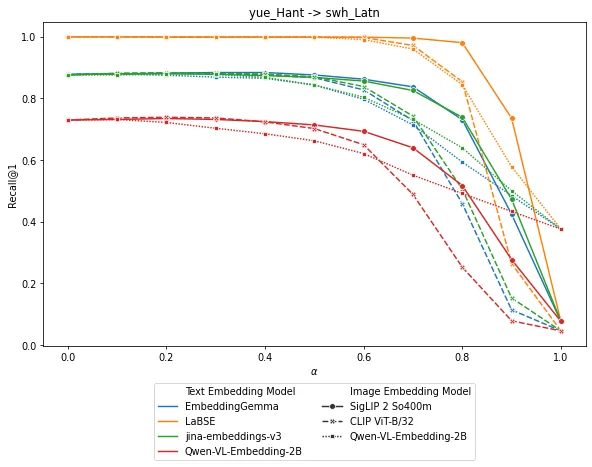 yue_Hant -> swh_Latn
Recall@1
1.0
0.8
0.6
0.4
0.2
0.0
0.0 0.2 0.4 0.6 0.8 1.0
α
Text Embedding Model
EmbeddingGemma
LaBSE
jina-embeddings-v3
Qwen-VL-Embedding-2B
Image Embedding Model
SigLIP 2 So400m
CLIP ViT-B/32
Qwen-VL-Embedding-2B